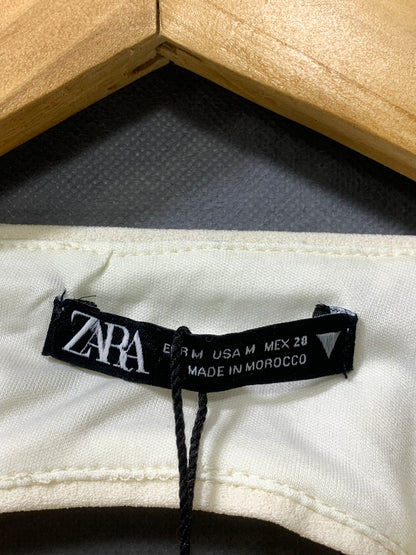 ZARA
EUR M USA M MEX 28
MADE IN MOROCCO